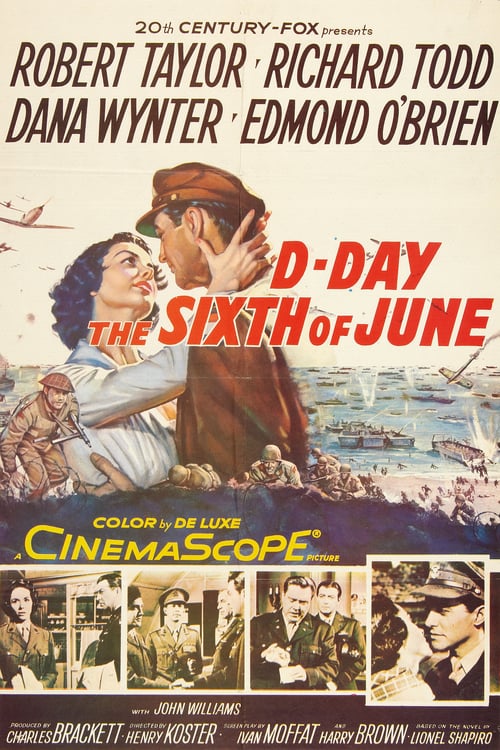 20th CENTURY-FOX presents
ROBERT TAYLOR · RICHARD TODD
DANA WYNTER · EDMOND O'BRIEN
D-DAY
THE SIXTH OF JUNE
COLOR by DE LUXE
A CINEMASCOPE® PICTURE
WITH JOHN WILLIAMS
PRODUCED BY CHARLES BRACKETT · DIRECTED BY HENRY KOSTER · SCREEN PLAY BY IVAN MOFFAT AND HARRY BROWN · BASED ON THE NOVEL BY LIONEL SHAPIRO